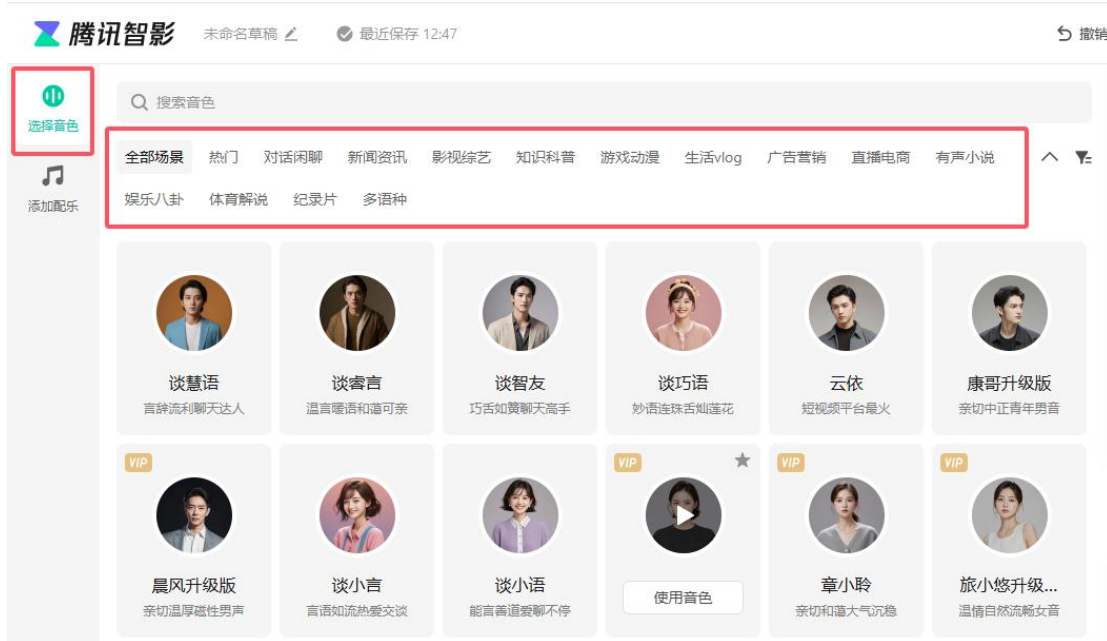 腾讯智影 未命名草稿 最近保存 12:47 撤销
选择音色
添加配乐
搜索音色
全部场景 热门 对话闲聊 新闻资讯 影视综艺 知识科普 游戏动漫 生活vlog 广告营销 直播电商 有声小说
娱乐八卦 体育解说 纪录片 多语种
谈慧语 谈睿言 谈智友 谈巧语 云依 康哥升级版
言辞流利聊天达人 温言暖语和蔼可亲 巧舌如簧聊天高手 妙语连珠舌灿莲花 短视频平台最火 亲切中正青年男音
VIP VIP VIP VIP
晨风升级版 谈小言 谈小语 使用音色 章小聆 旅小悠升级...
亲切温厚磁性男声 言语如流热爱交谈 能言善道爱聊不停 亲切和蔼大气沉稳 温情自然流畅女音